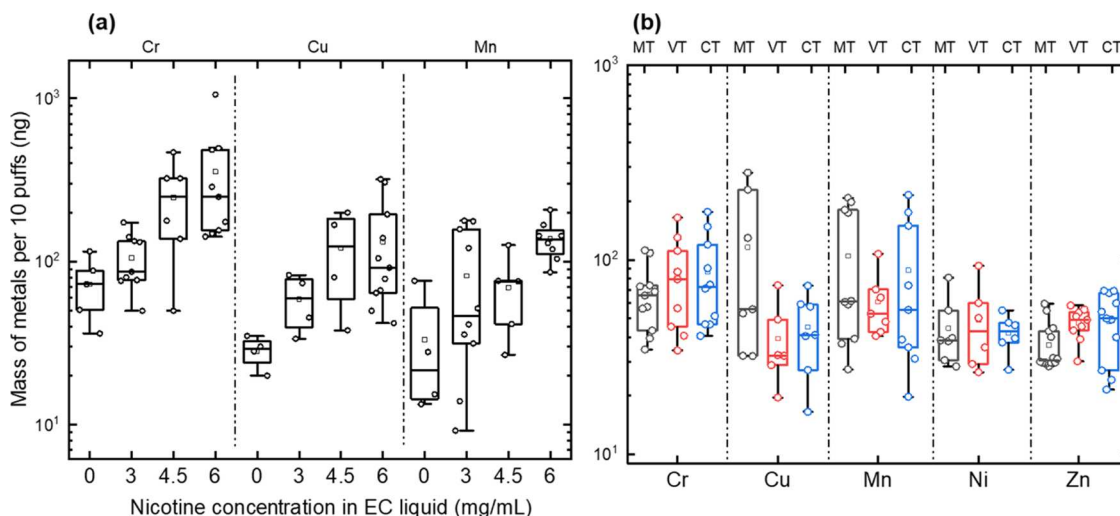 (a)
Cr Cu Mn
Mass of metals per 10 puffs (ng)
10³
10²
10¹
0 3 4.5 6 0 3 4.5 6 0 3 4.5 6
Nicotine concentration in EC liquid (mg/mL)
(b)
MT VT CT MT VT CT MT VT CT MT VT CT MT VT CT
10³
10²
10¹
Cr Cu Mn Ni Zn